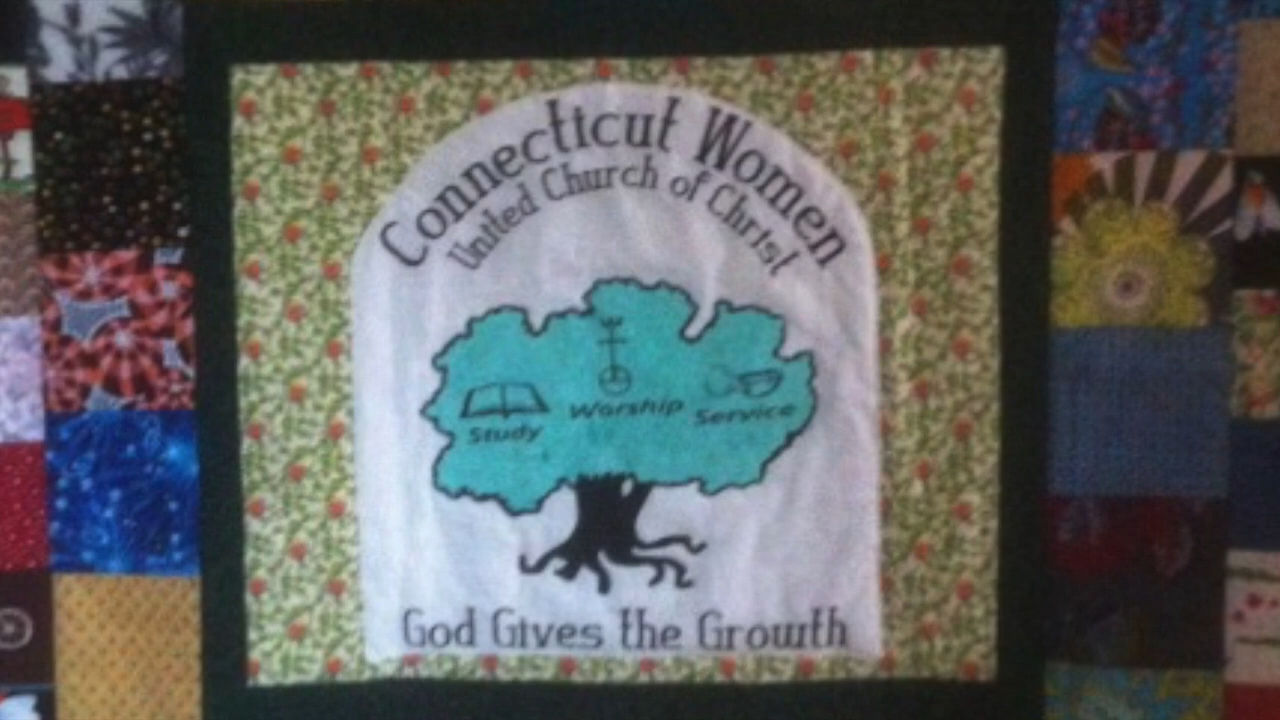 Connecticut Women
United Church of Christ
Study Worship Service
God Gives the Growth